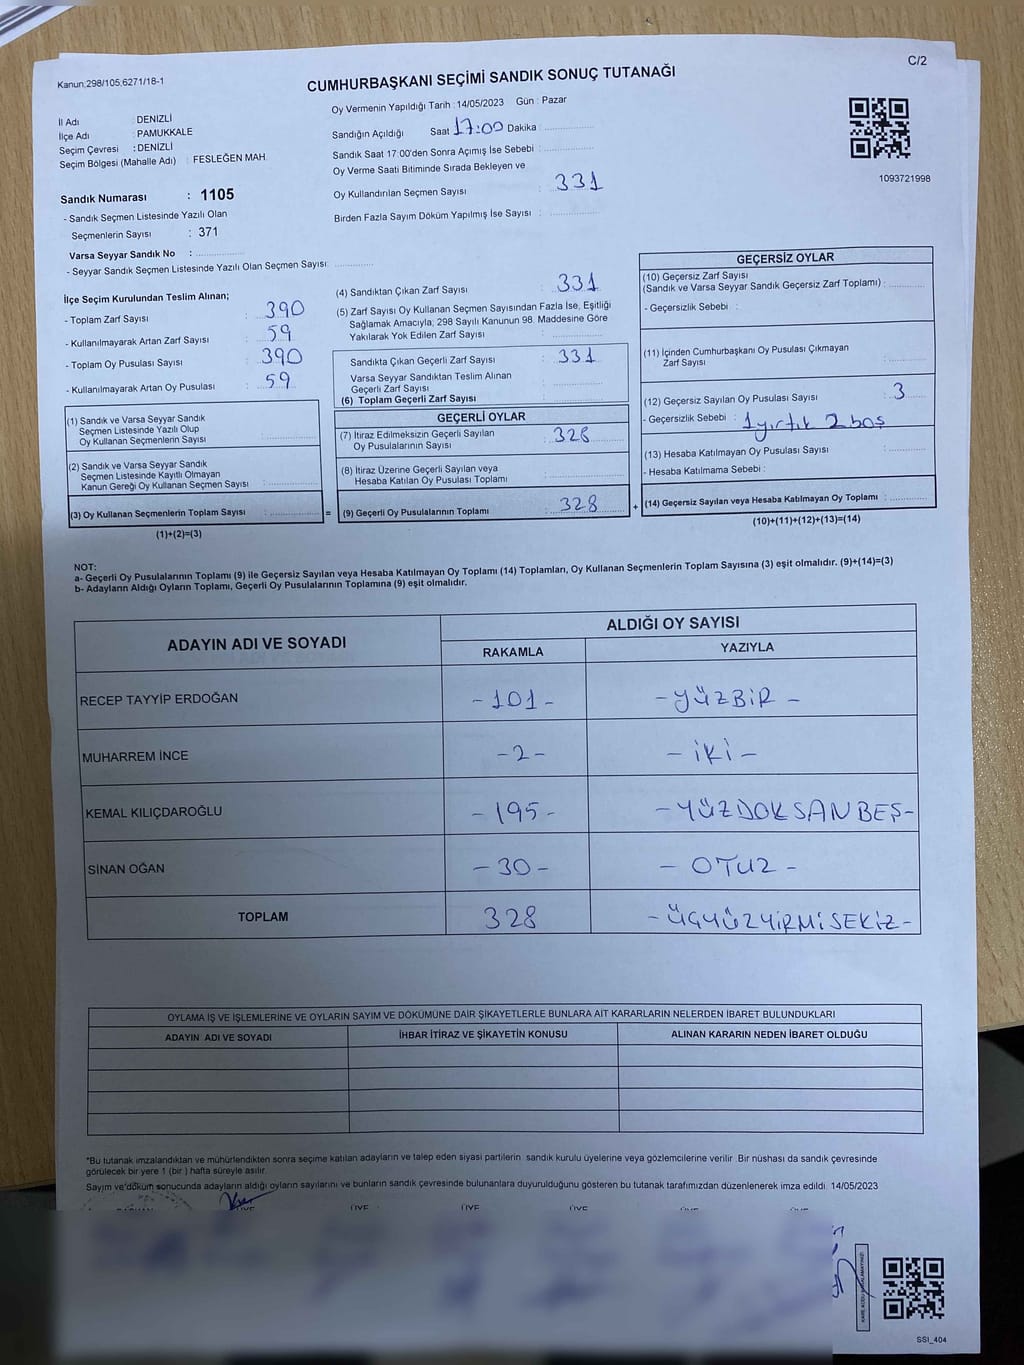 C/2
Kanun;298/105,6271/18-1
CUMHURBAŞKANI SEÇİMİ SANDIK SONUÇ TUTANAĞI
İl Adı : DENİZLİ
İlçe Adı : PAMUKKALE
Seçim Çevresi : DENİZLİ
Seçim Bölgesi (Mahalle Adı) : FESLEĞEN MAH.
Oy Vermenin Yapıldığı Tarih : 14/05/2023 Gün : Pazar
Sandığın Açıldığı Saat 17:00 Dakika :
Sandık Saat 17:00'den Sonra Açımış İse Sebebi :
Oy Verme Saati Bitiminde Sırada Bekleyen ve
Oy Kullandırılan Seçmen Sayısı : 331
Birden Fazla Sayım Döküm Yapılmış İse Sayısı :
1093721998
Sandık Numarası : 1105
- Sandık Seçmen Listesinde Yazılı Olan
Seçmenlerin Sayısı : 371
Varsa Seyyar Sandık No :
- Seyyar Sandık Seçmen Listesinde Yazılı Olan Seçmen Sayısı:
İlçe Seçim Kurulundan Teslim Alınan;
- Toplam Zarf Sayısı : 390
- Kullanılmayarak Artan Zarf Sayısı : 59
- Toplam Oy Pusulası Sayısı : 390
- Kullanılmayarak Artan Oy Pusulası : 59
(1) Sandık ve Varsa Seyyar Sandık
Seçmen Listesinde Yazılı Olup
Oy Kullanan Seçmenlerin Sayısı :
(2) Sandık ve Varsa Seyyar Sandık
Seçmen Listesinde Kayıtlı Olmayan
Kanun Gereği Oy Kullanan Seçmen Sayısı :
(3) Oy Kullanan Seçmenlerin Toplam Sayısı : =
(1)+(2)=(3)
(4) Sandıktan Çıkan Zarf Sayısı : 331
(5) Zarf Sayısı Oy Kullanan Seçmen Sayısından Fazla İse, Eşitliği
Sağlamak Amacıyla; 298 Sayılı Kanunun 98. Maddesine Göre
Yakılarak Yok Edilen Zarf Sayısı :
Sandıkta Çıkan Geçerli Zarf Sayısı : 331
Varsa Seyyar Sandıktan Teslim Alınan
Geçerli Zarf Sayısı :
(6) Toplam Geçerli Zarf Sayısı :
GEÇERLİ OYLAR
(7) İtiraz Edilmeksizin Geçerli Sayılan
Oy Pusulalarının Sayısı : 328
(8) İtiraz Üzerine Geçerli Sayılan veya
Hesaba Katılan Oy Pusulası Toplamı :
(9) Geçerli Oy Pusulalarının Toplamı : 328 +
GEÇERSİZ OYLAR
(10) Geçersiz Zarf Sayısı
(Sandık ve Varsa Seyyar Sandık Geçersiz Zarf Toplamı) :
- Geçersizlik Sebebi :
(11) İçinden Cumhurbaşkanı Oy Pusulası Çıkmayan
Zarf Sayısı :
(12) Geçersiz Sayılan Oy Pusulası Sayısı : 3
- Geçersizlik Sebebi : 1 yırtık 2 boş
(13) Hesaba Katılmayan Oy Pusulası Sayısı :
- Hesaba Katılmama Sebebi :
(14) Geçersiz Sayılan veya Hesaba Katılmayan Oy Toplamı :
(10)+(11)+(12)+(13)=(14)
NOT:
a- Geçerli Oy Pusulalarının Toplamı (9) ile Geçersiz Sayılan veya Hesaba Katılmayan Oy Toplamı (14) Toplamları, Oy Kullanan Seçmenlerin Toplam Sayısına (3) eşit olmalıdır. (9)+(14)=(3)
b- Adayların Aldığı Oyların Toplamı, Geçerli Oy Pusulalarının Toplamına (9) eşit olmalıdır.
ADAYIN ADI VE SOYADI
ALDIĞI OY SAYISI
RAKAMLA YAZIYLA
RECEP TAYYİP ERDOĞAN -101- -YÜZBİR-
MUHARREM İNCE -2- -İKİ-
KEMAL KILIÇDAROĞLU -195- -YÜZDOKSANBEŞ-
SİNAN OĞAN -30- -OTUZ-
TOPLAM 328 -ÜÇYÜZYİRMİSEKİZ-
OYLAMA İŞ VE İŞLEMLERİNE VE OYLARIN SAYIM VE DÖKÜMÜNE DAİR ŞİKAYETLERLE BUNLARA AİT KARARLARIN NELERDEN İBARET BULUNDUKLARI
ADAYIN ADI VE SOYADI İHBAR İTİRAZ VE ŞİKAYETİN KONUSU ALINAN KARARIN NEDEN İBARET OLDUĞU
*Bu tutanak imzalandıktan ve mühürlendikten sonra seçime katılan adayların ve talep eden siyasi partilerin sandık kurulu üyelerine veya gözlemcilerine verilir. Bir nüshası da sandık çevresinde
görülecek bir yere 1 (bir) hafta süreyle asılır.
Sayım ve döküm sonucunda adayların aldığı oyların sayılarını ve bunların sandık çevresinde bulunanlara duyurulduğunu gösteren bu tutanak tarafımızdan düzenlenerek imza edildi. 14/05/2023
ÜYE ÜYE ÜYE ÜYE
SSI_404